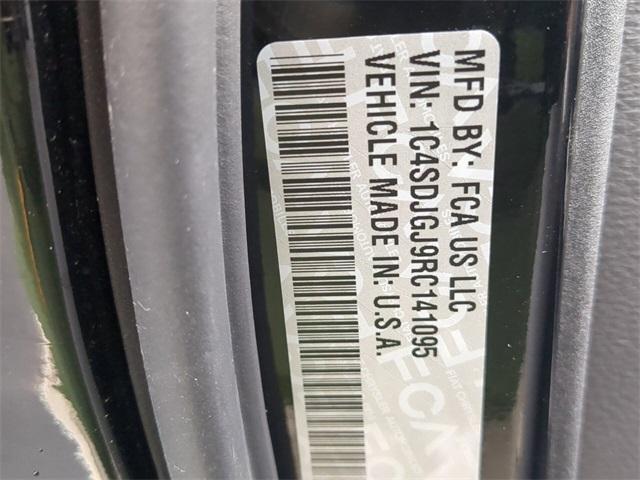 MFD BY: FCA US LLC
VIN: 1C4SDJGJ9RC141095
VEHICLE MADE IN: U.S.A.